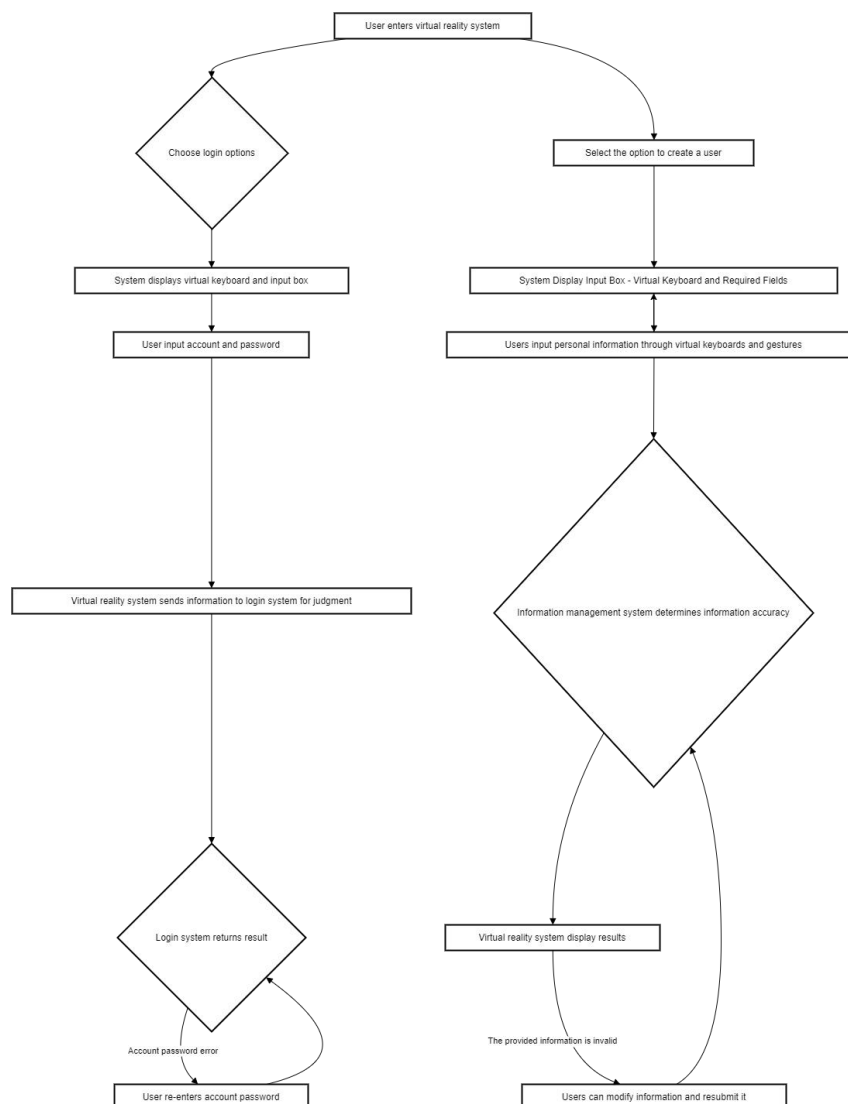 User enters virtual reality system
Choose login options
Select the option to create a user
System displays virtual keyboard and input box
System Display Input Box - Virtual Keyboard and Required Fields
User input account and password
Users input personal information through virtual keyboards and gestures
Virtual reality system sends information to login system for judgment
Information management system determines information accuracy
Login system returns result
Virtual reality system display results
Account password error
The provided information is invalid
User re-enters account password
Users can modify information and resubmit it